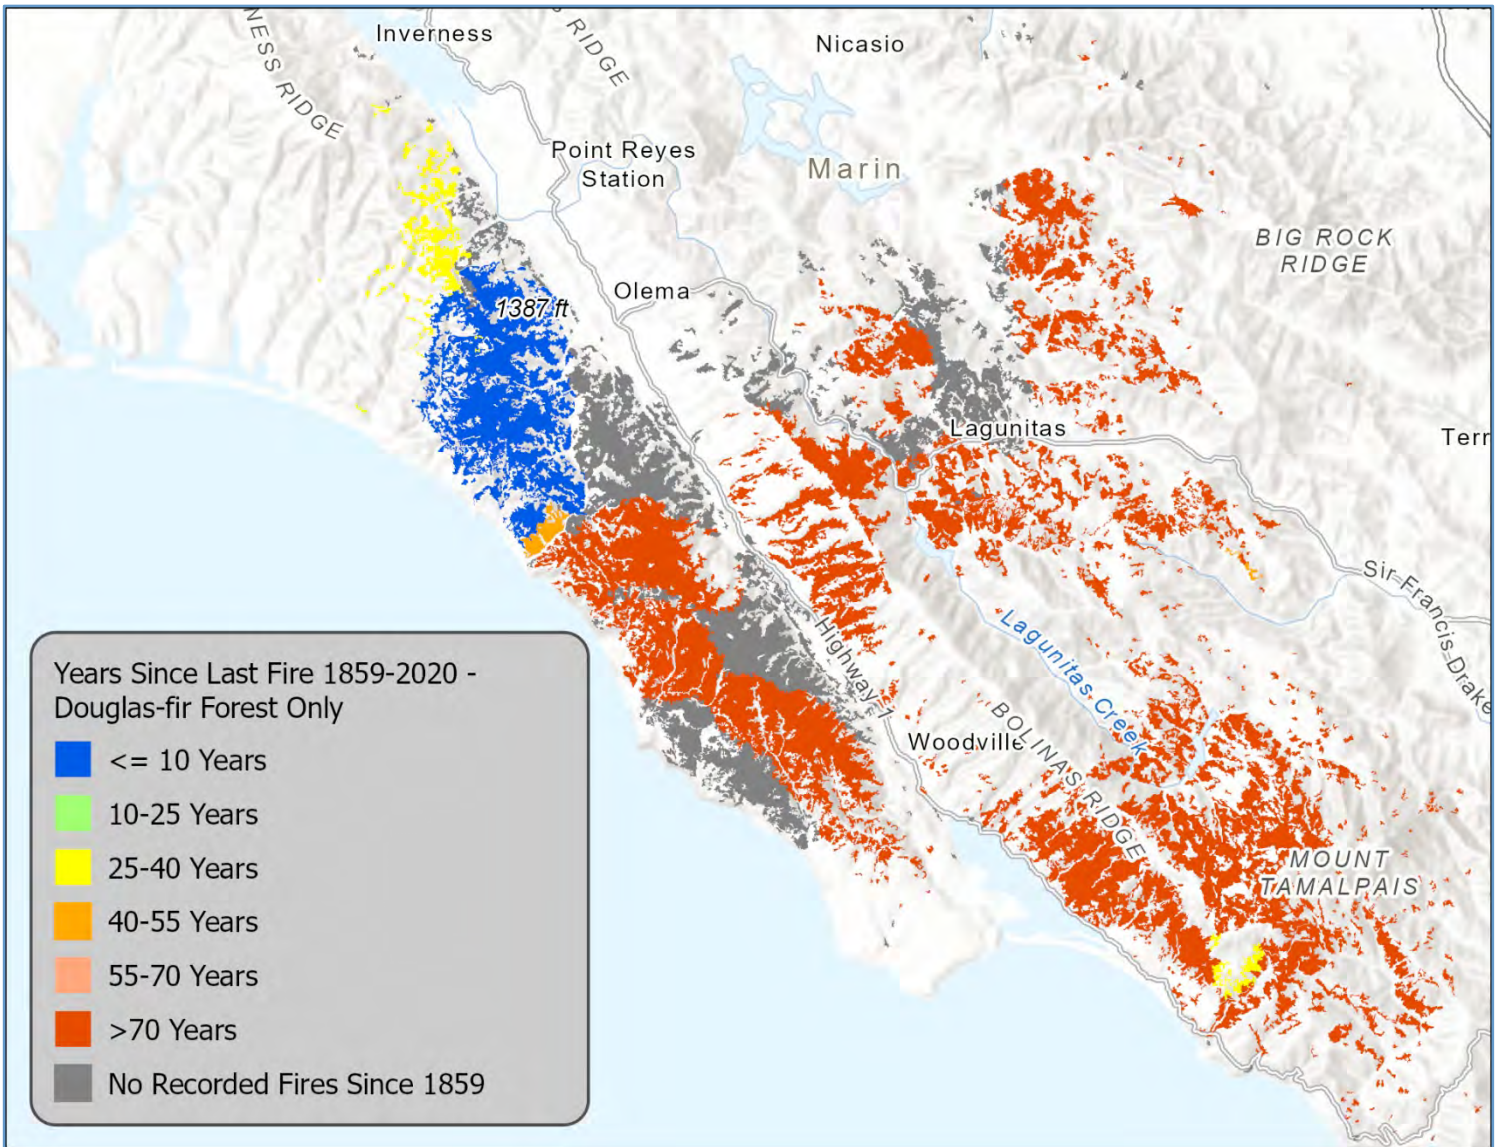 Inverness
NESS RIDGE
S RIDGE
Nicasio
Point Reyes
Station
Marin
BIG ROCK
RIDGE
Olema
1387 ft
Lagunitas
Terr
Sir Francis Drake
Highway 1
Lagunitas Creek
Woodville
BOLINAS RIDGE
MOUNT
TAMALPAIS
Years Since Last Fire 1859-2020 -
Douglas-fir Forest Only
<= 10 Years
10-25 Years
25-40 Years
40-55 Years
55-70 Years
>70 Years
No Recorded Fires Since 1859